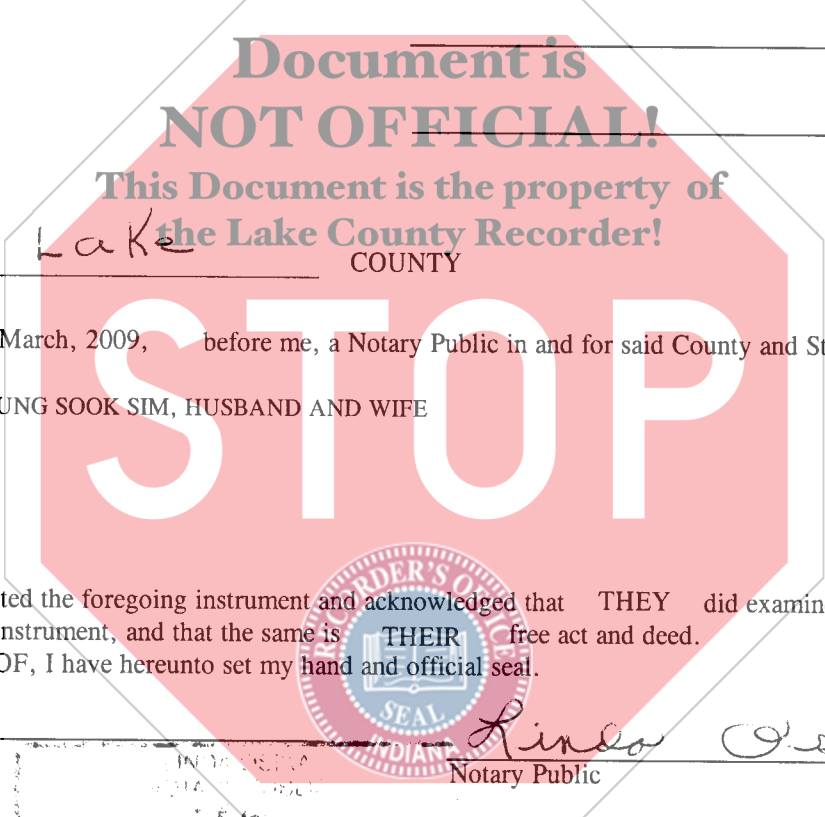 Document is
NOT OFFICIAL!
This Document is the property of
the Lake County Recorder!
Lake
COUNTY
March, 2009, before me, a Notary Public in and for said County and St
UNG SOOK SIM, HUSBAND AND WIFE
STOP
ted the foregoing instrument and acknowledged that THEY did examin
nstrument, and that the same is THEIR free act and deed.
OF, I have hereunto set my hand and official seal.
RECORDER'S OFFICE
SEAL
INDIANA
Linda
Notary Public